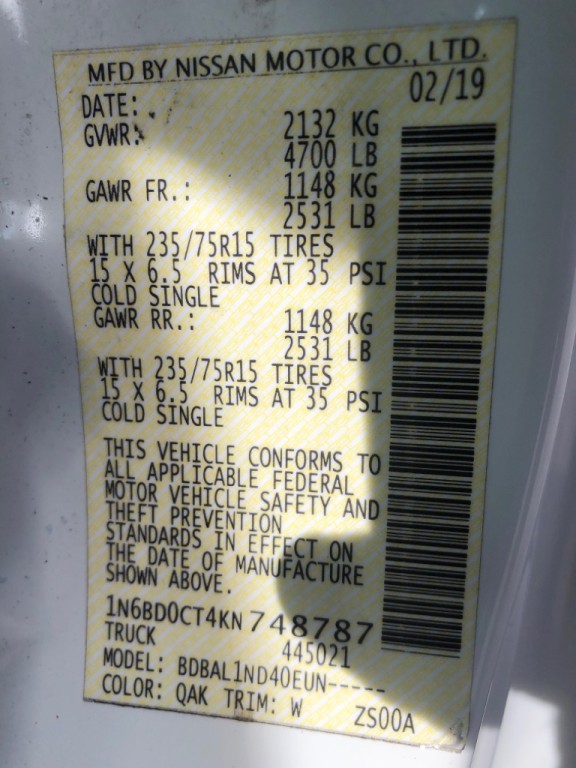 MFD BY NISSAN MOTOR CO., LTD.
DATE: 02/19
GVWR: 2132 KG
4700 LB
GAWR FR.: 1148 KG
2531 LB
WITH 235/75R15 TIRES
15 X 6.5 RIMS AT 35 PSI
COLD SINGLE
GAWR RR.: 1148 KG
2531 LB
WITH 235/75R15 TIRES
15 X 6.5 RIMS AT 35 PSI
COLD SINGLE
THIS VEHICLE CONFORMS TO
ALL APPLICABLE FEDERAL
MOTOR VEHICLE SAFETY AND
THEFT PREVENTION
STANDARDS IN EFFECT ON
THE DATE OF MANUFACTURE
SHOWN ABOVE.
1N6BD0CT4KN748787
TRUCK 445021
MODEL: BDBAL1ND40EUN-----
COLOR: QAK TRIM: W ZS00A